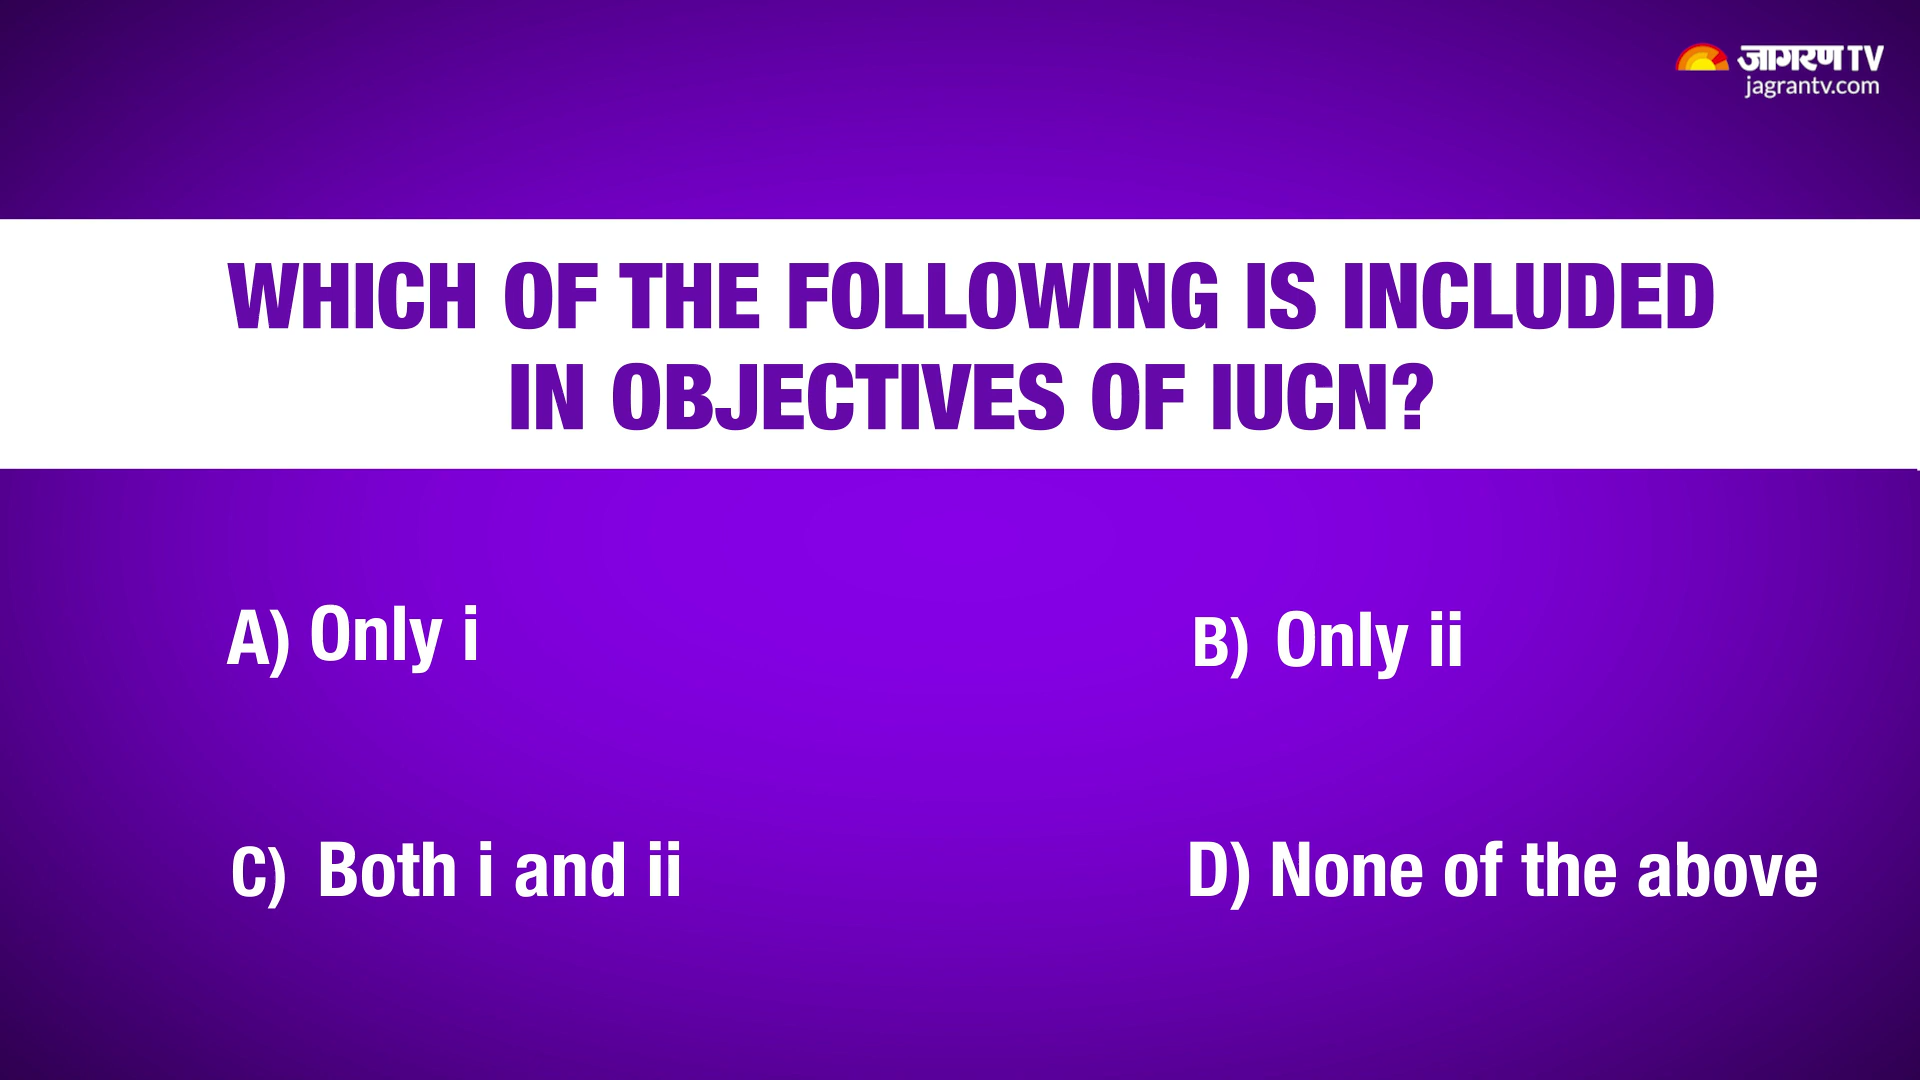 जागरण TV
jagrantv.com
WHICH OF THE FOLLOWING IS INCLUDED
IN OBJECTIVES OF IUCN?
A) Only i
B) Only ii
C) Both i and ii
D) None of the above